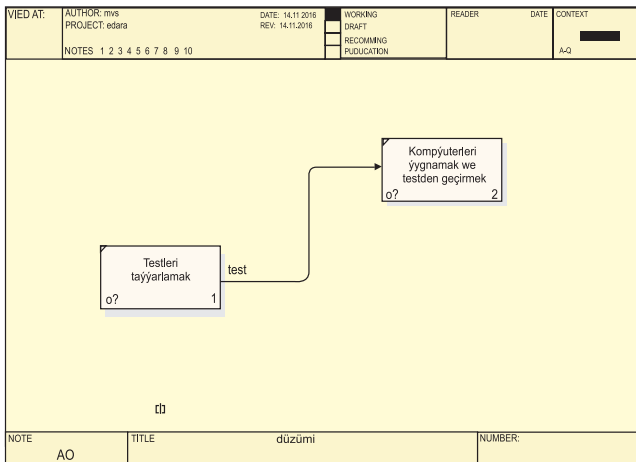 VIED AT:
AUTHOR: mvs
PROJECT: edara
DATE: 14.11 2016
REV: 14.11.2016
NOTES 1 2 3 4 5 6 7 8 9 10
WORKING
DRAFT
RECOMMING
PUDUCATION
READER DATE
CONTEXT
A-Q
Kompýuterleri
ýygnamak we
testden geçirmek
o? 2
Testleri
taýýarlamak
o? 1
test
NOTE
AO
TITLE
düzümi
NUMBER: